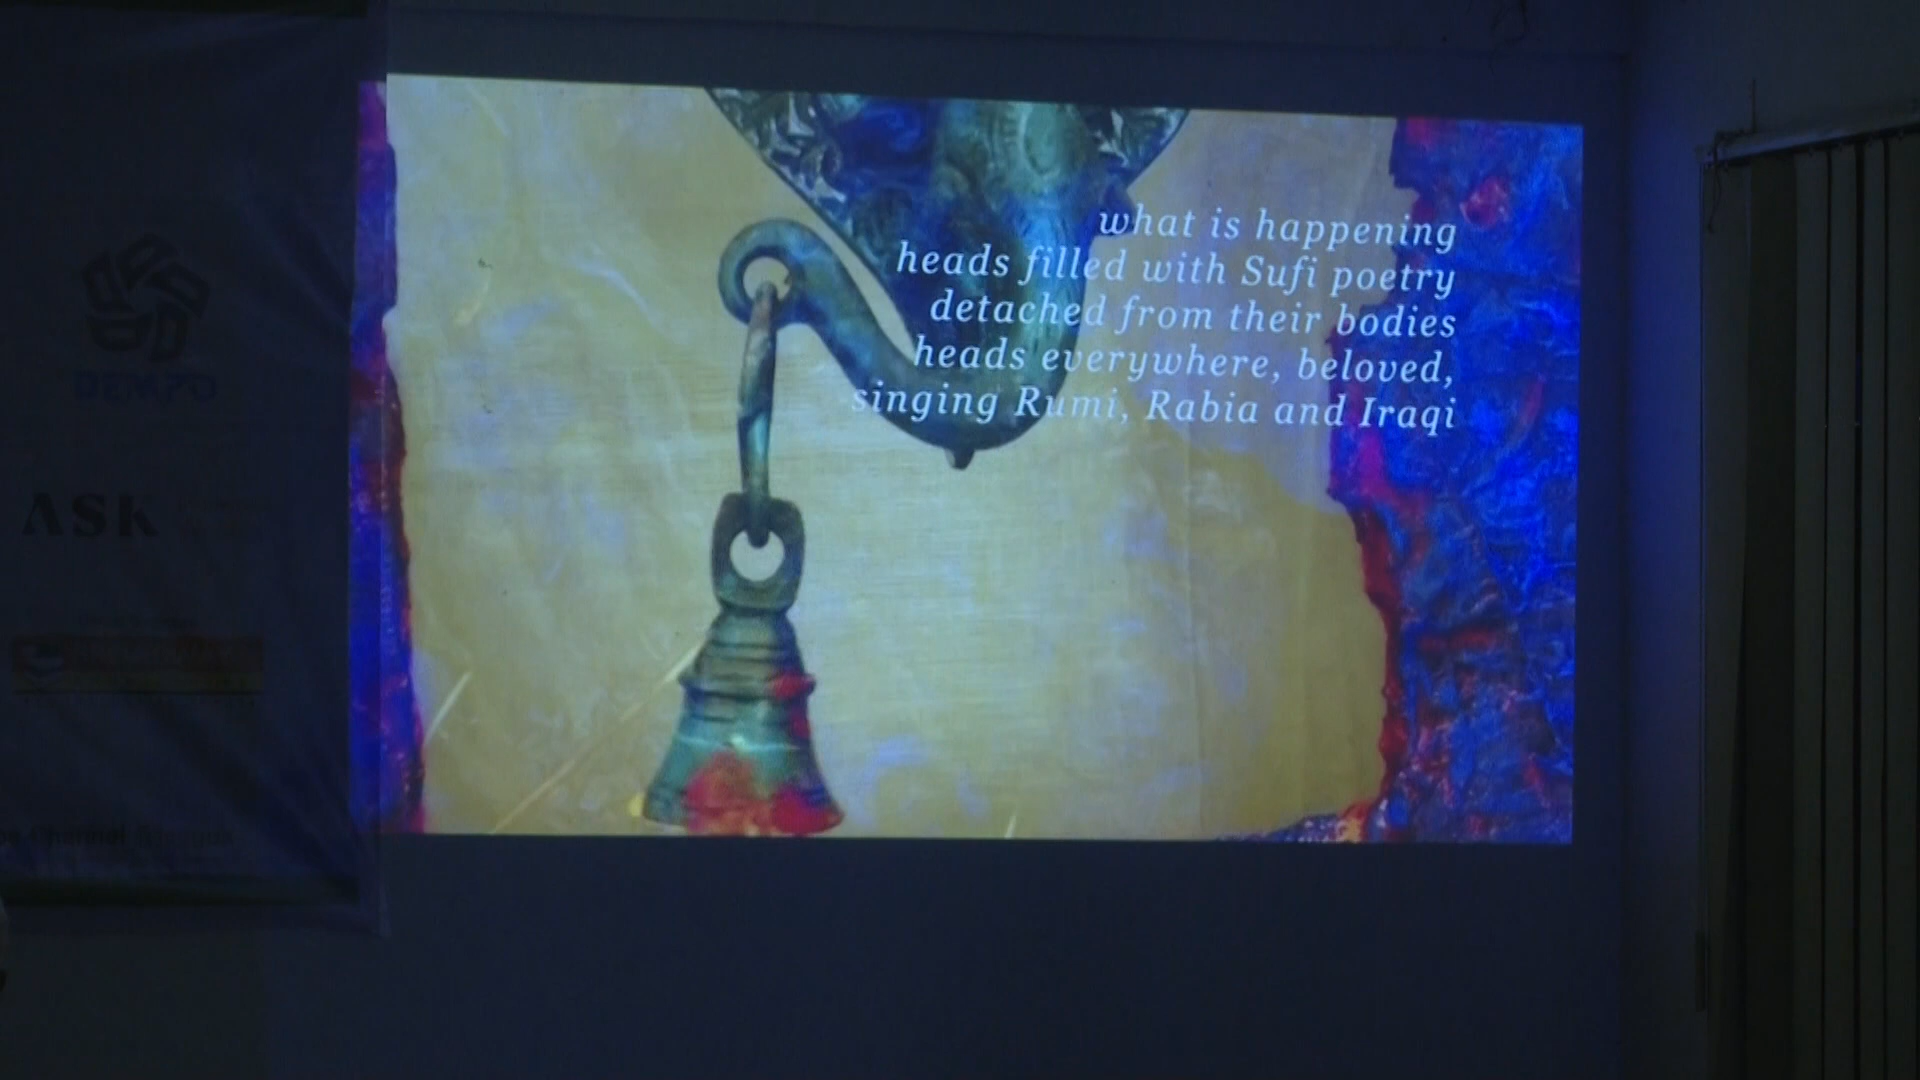 DEMPO
ASK
what is happening
heads filled with Sufi poetry
detached from their bodies
heads everywhere, beloved,
singing Rumi, Rabia and Iraqi